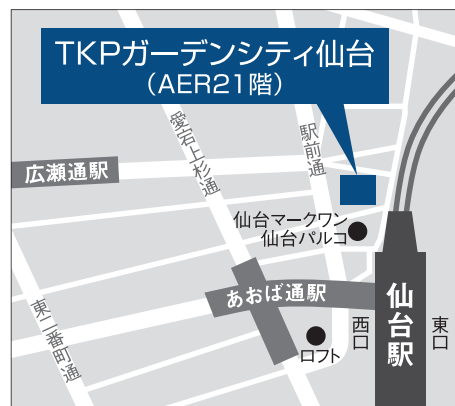 TKPガーデンシティ仙台
（AER21階）
愛宕上杉通
駅前通
広瀬通駅
仙台マークワン
仙台パルコ
あおば通駅
仙台駅
西口
東口
東二番町通
ロフト